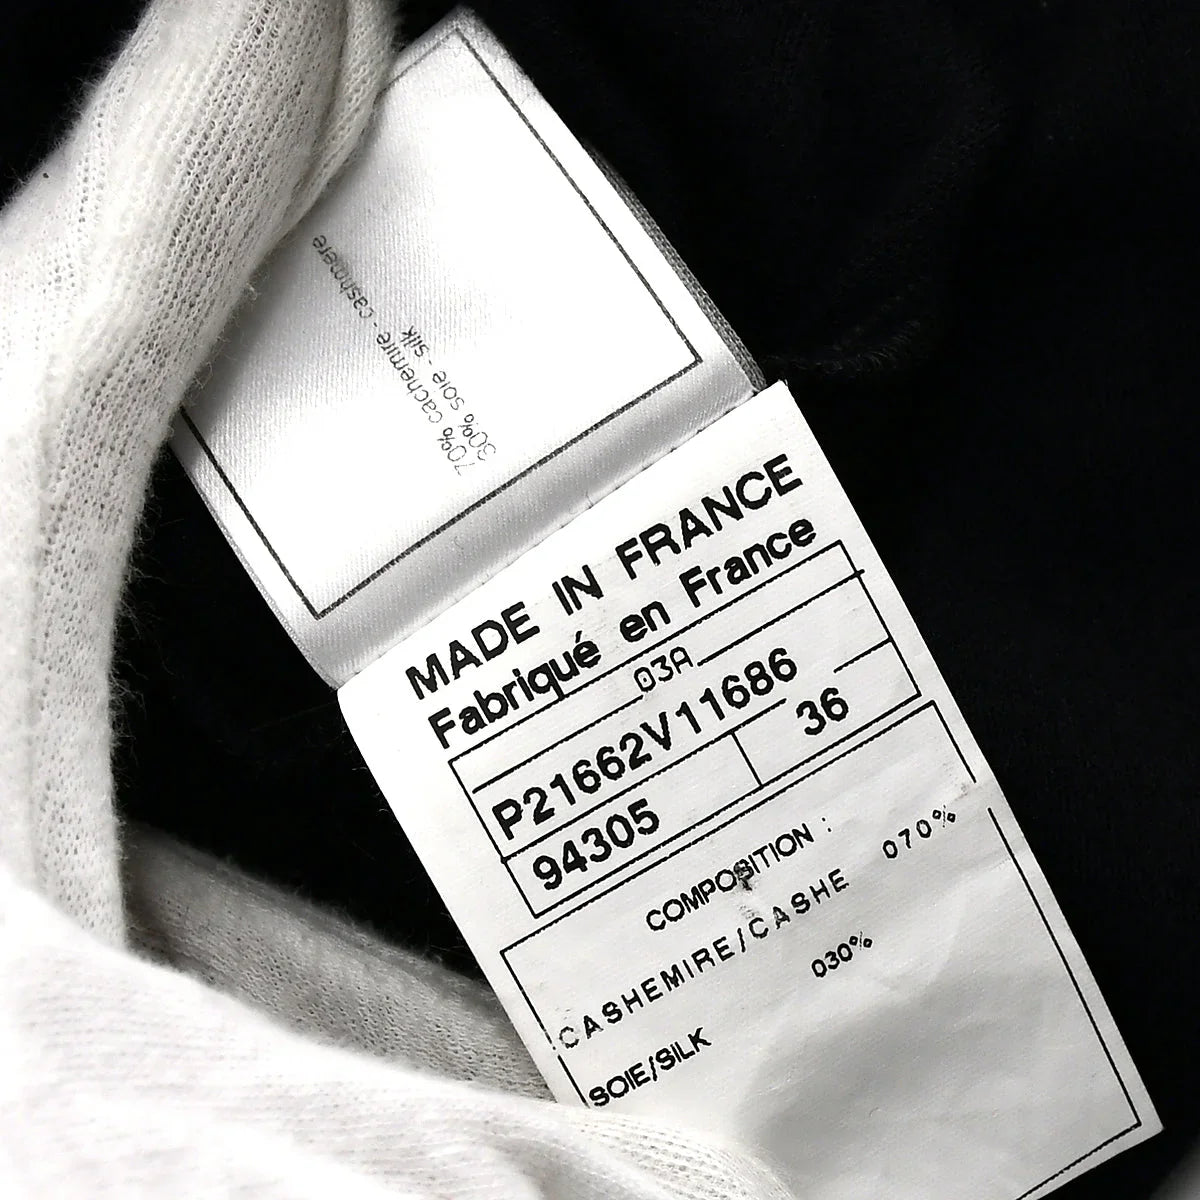 70% cachemire - cashmere
30% soie - silk
MADE IN FRANCE
Fabriqué en France
03A
P21662V11686
94305 36
COMPOSITION :
CASHEMIRE/CASHE 070%
SOIE/SILK 030%